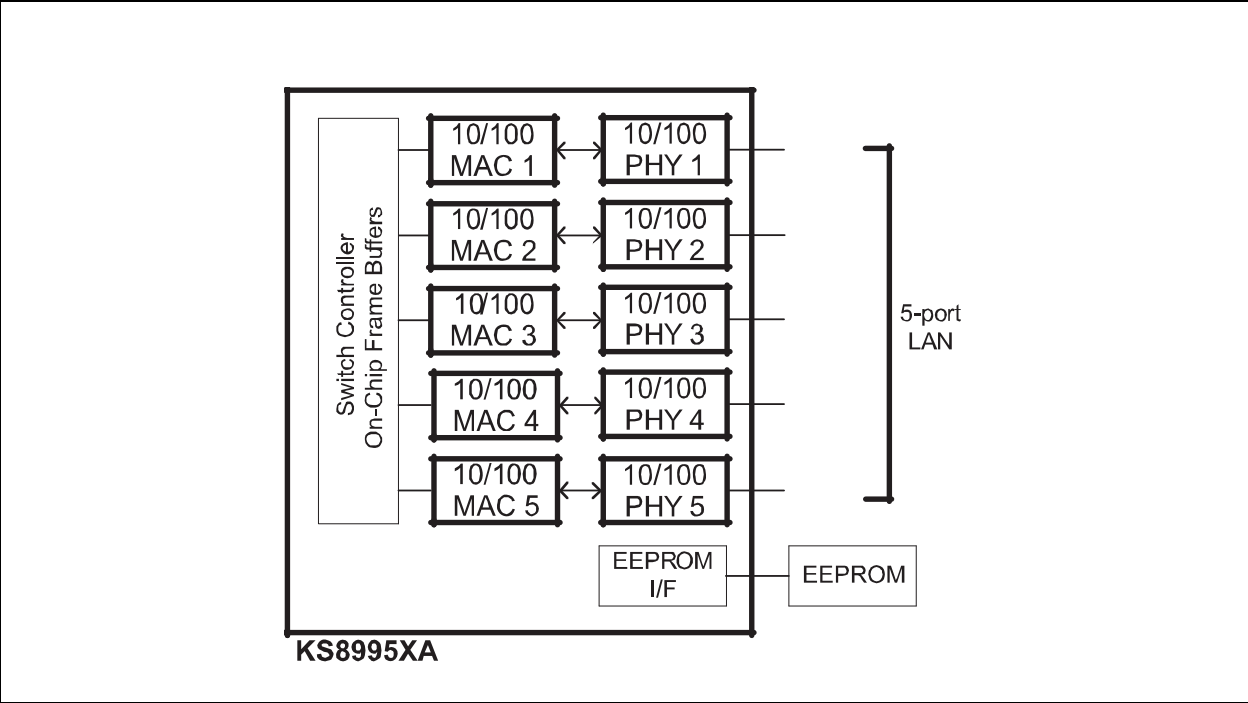 Switch Controller
On-Chip Frame Buffers
10/100
MAC 1
10/100
PHY 1
10/100
MAC 2
10/100
PHY 2
10/100
MAC 3
10/100
PHY 3
10/100
MAC 4
10/100
PHY 4
10/100
MAC 5
10/100
PHY 5
5-port
LAN
EEPROM
I/F
EEPROM
KS8995XA